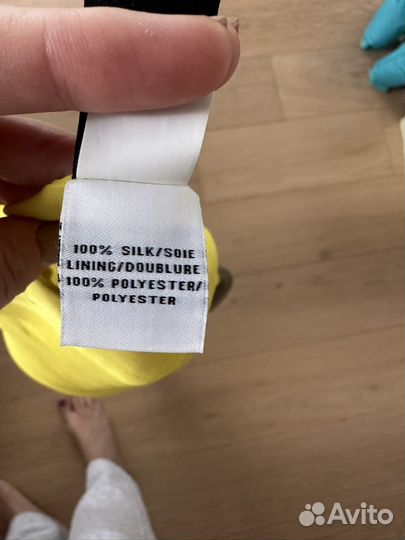 100% SILK/SOIE
LINING/DOUBLURE
100% POLYESTER/
POLYESTER
Avito